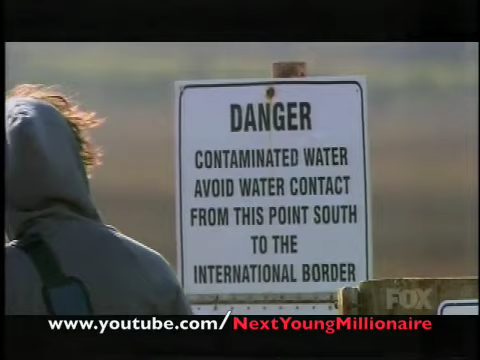 DANGER
CONTAMINATED WATER
AVOID WATER CONTACT
FROM THIS POINT SOUTH
TO THE
INTERNATIONAL BORDER
FOX
www.youtube.com/NextYoungMillionaire